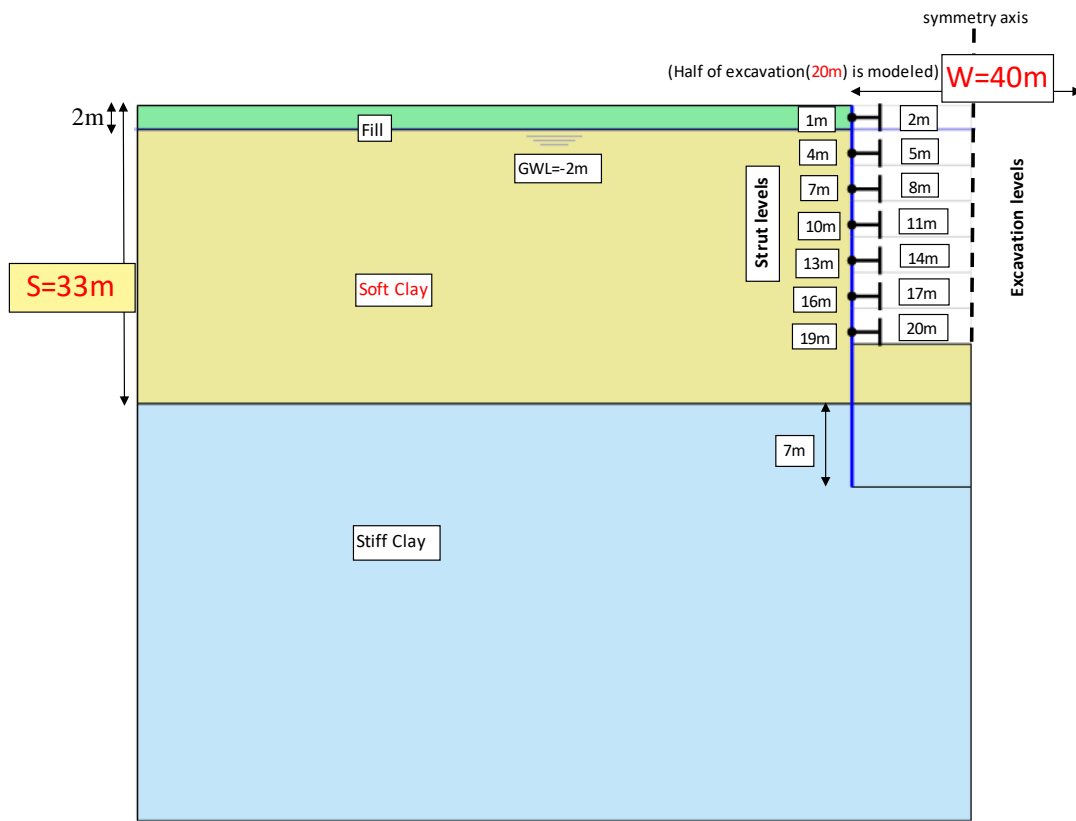 symmetry axis
(Half of excavation(20m) is modeled)
W=40m
2m
Fill
GWL=-2m
S=33m
Soft Clay
Strut levels
1m
4m
7m
10m
13m
16m
19m
2m
5m
8m
11m
14m
17m
20m
Excavation levels
7m
Stiff Clay